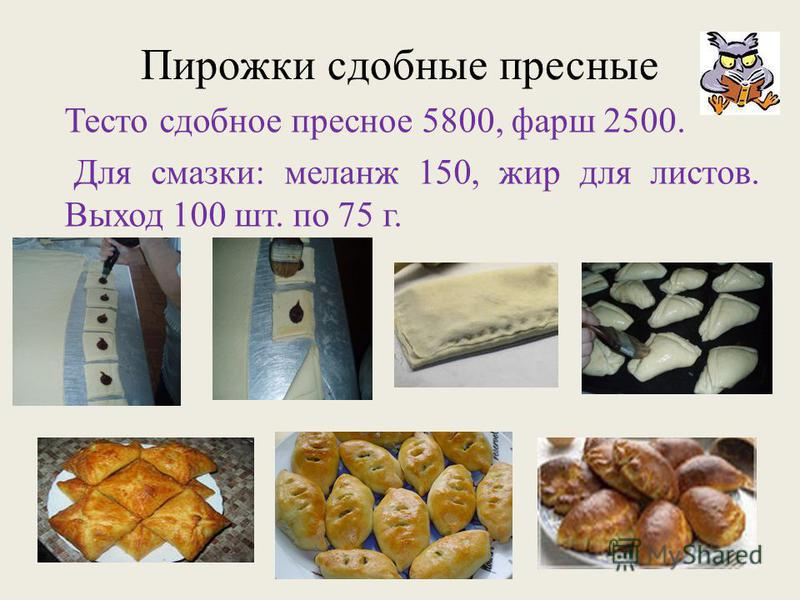 Пирожки сдобные пресные
Тесто сдобное пресное 5800, фарш 2500.
Для смазки: меланж 150, жир для листов.
Выход 100 шт. по 75 г.
MyShared